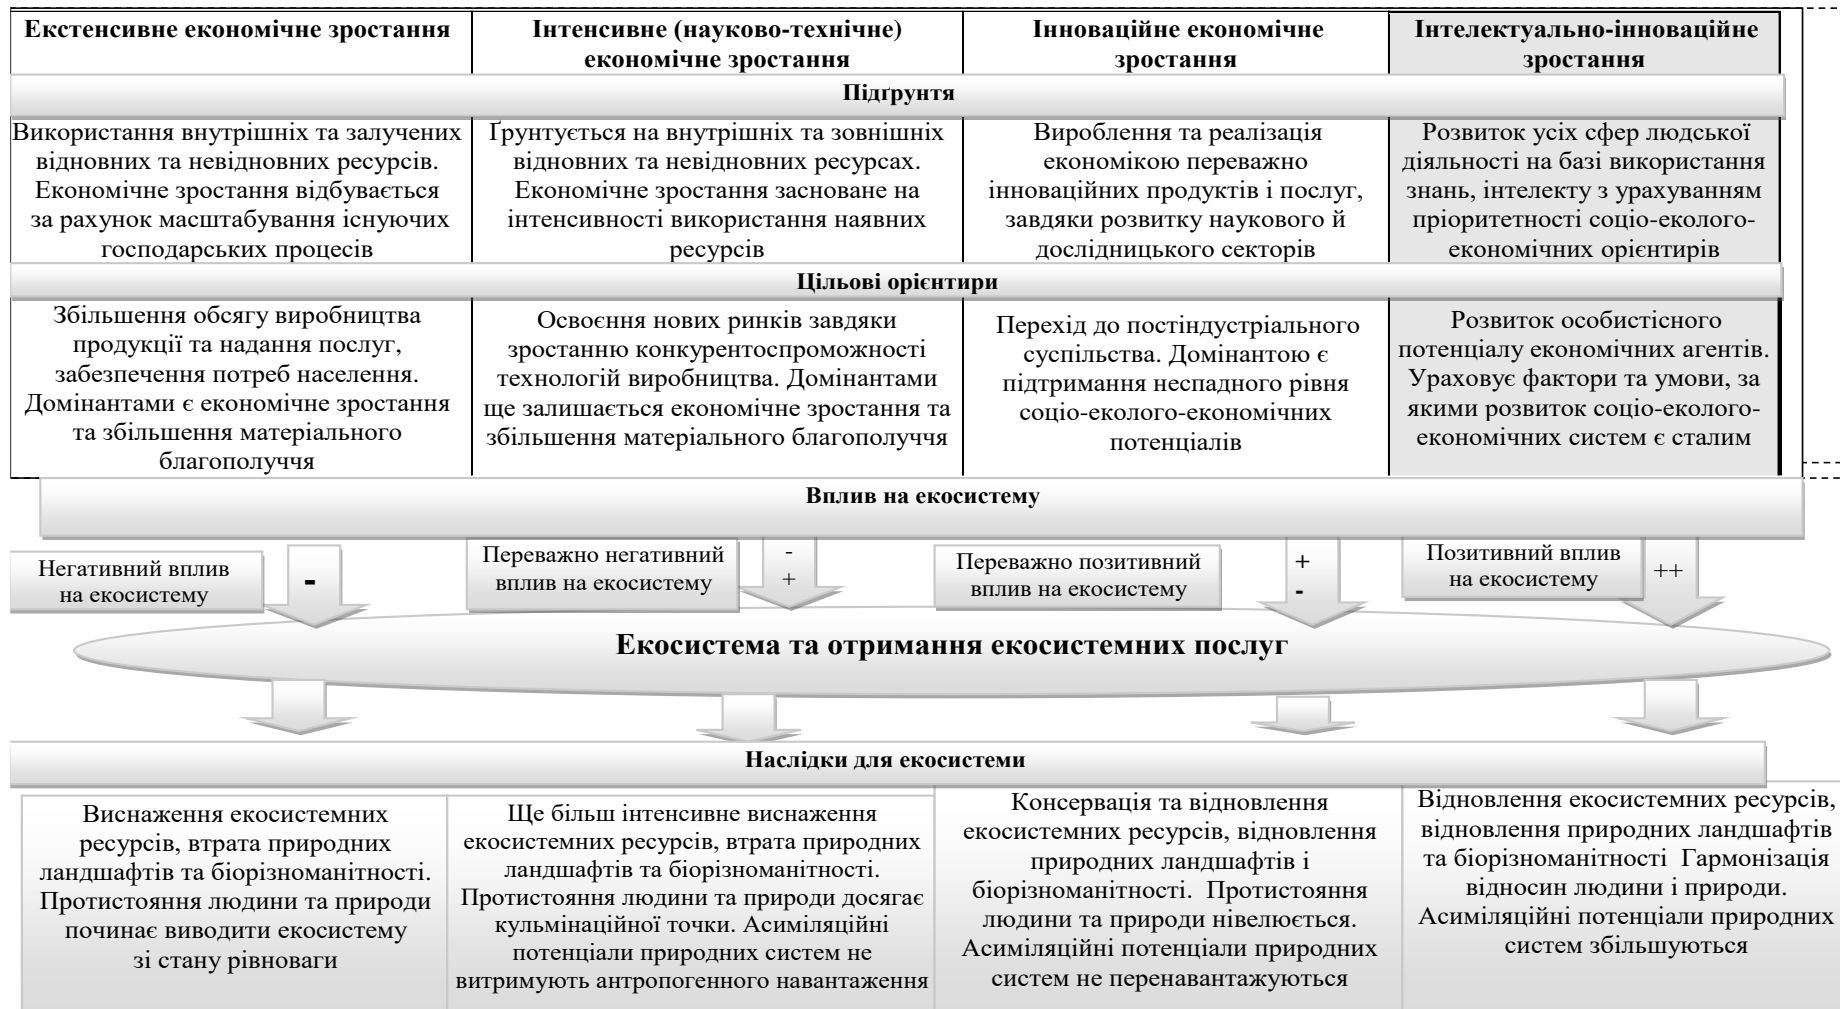 Екстенсивне економічне зростання
Інтенсивне (науково-технічне)
економічне зростання
Інноваційне економічне
зростання
Інтелектуально-інноваційне
зростання
Підґрунтя
Використання внутрішніх та залучених
відновних та невідновних ресурсів.
Економічне зростання відбувається
за рахунок масштабування існуючих
господарських процесів
Ґрунтується на внутрішніх та зовнішніх
відновних та невідновних ресурсах.
Економічне зростання засноване на
інтенсивності використання наявних
ресурсів
Вироблення та реалізація
економікою переважно
інноваційних продуктів і послуг,
завдяки розвитку наукового й
дослідницького секторів
Розвиток усіх сфер людської
діяльності на базі використання
знань, інтелекту з урахуванням
пріоритетності соціо-еколого-
економічних орієнтирів
Цільові орієнтири
Збільшення обсягу виробництва
продукції та надання послуг,
забезпечення потреб населення.
Домінантами є економічне зростання
та збільшення матеріального
благополуччя
Освоєння нових ринків завдяки
зростанню конкурентоспроможності
технологій виробництва. Домінантами
ще залишається економічне зростання та
збільшення матеріального благополуччя
Перехід до постіндустріального
суспільства. Домінантою є
підтримання неспадного рівня
соціо-еколого-економічних
потенціалів
Розвиток особистісного
потенціалу економічних агентів.
Ураховує фактори та умови, за
якими розвиток соціо-еколого-
економічних систем є сталим
Вплив на екосистему
Негативний вплив
на екосистему
-
Переважно негативний
вплив на екосистему
-
+
Переважно позитивний
вплив на екосистему
+
-
Позитивний вплив
на екосистему
++
Екосистема та отримання екосистемних послуг
Наслідки для екосистеми
Виснаження екосистемних
ресурсів, втрата природних
ландшафтів та біорізноманітності.
Протистояння людини та природи
починає виводити екосистему
зі стану рівноваги
Ще більш інтенсивне виснаження
екосистемних ресурсів, втрата природних
ландшафтів та біорізноманітності.
Протистояння людини та природи досягає
кульмінаційної точки. Асиміляційні
потенціали природних систем не
витримують антропогенного навантаження
Консервація та відновлення
екосистемних ресурсів, відновлення
природних ландшафтів і
біорізноманітності. Протистояння
людини та природи нівелюється.
Асиміляційні потенціали природних
систем не перенавантажуються
Відновлення екосистемних ресурсів,
відновлення природних ландшафтів
та біорізноманітності Гармонізація
відносин людини і природи.
Асиміляційні потенціали природних
систем збільшуються